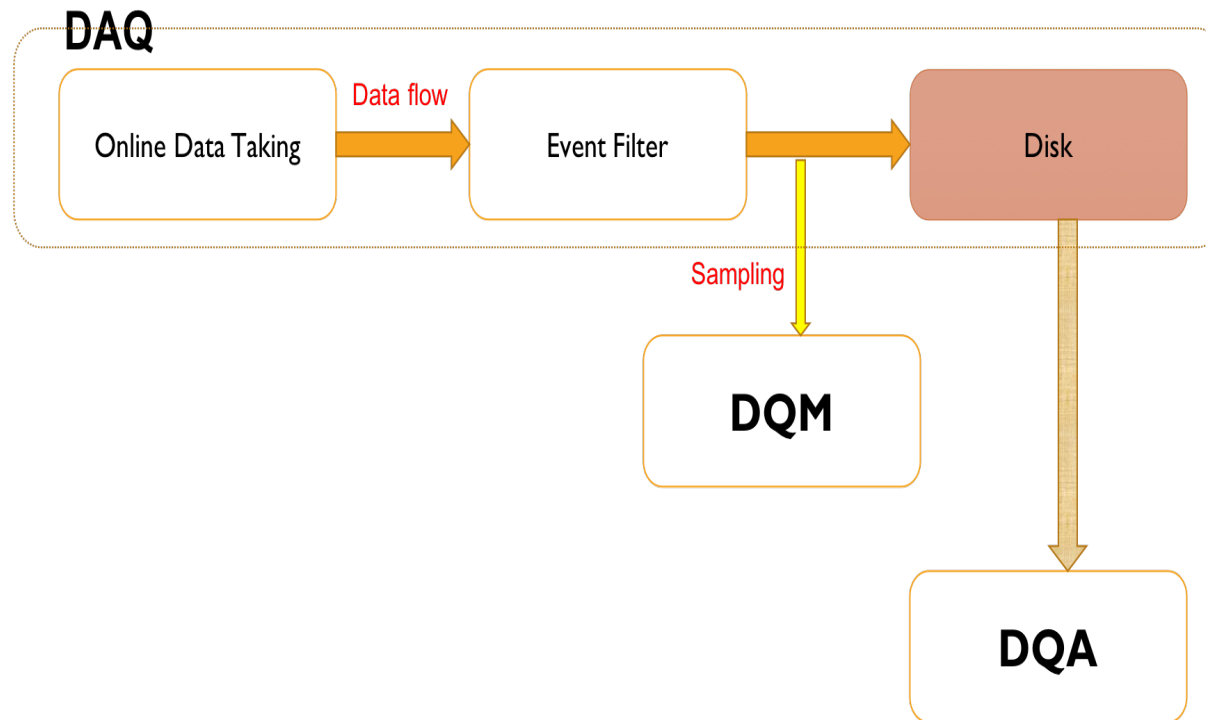 DAQ
Data flow
Online Data Taking
Event Filter
Disk
Sampling
DQM
DQA